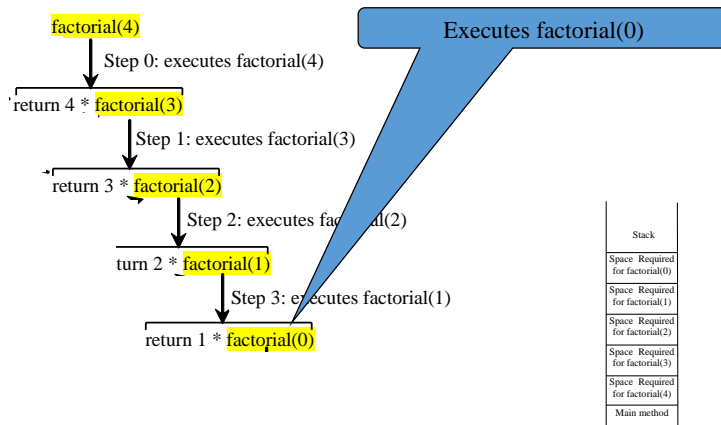 factorial(4)
Executes factorial(0)
Step 0: executes factorial(4)
return 4 * factorial(3)
Step 1: executes factorial(3)
return 3 * factorial(2)
Step 2: executes factorial(2)
turn 2 * factorial(1)
Step 3: executes factorial(1)
return 1 * factorial(0)
Stack
Space Required
for factorial(0)
Space Required
for factorial(1)
Space Required
for factorial(2)
Space Required
for factorial(3)
Space Required
for factorial(4)
Main method